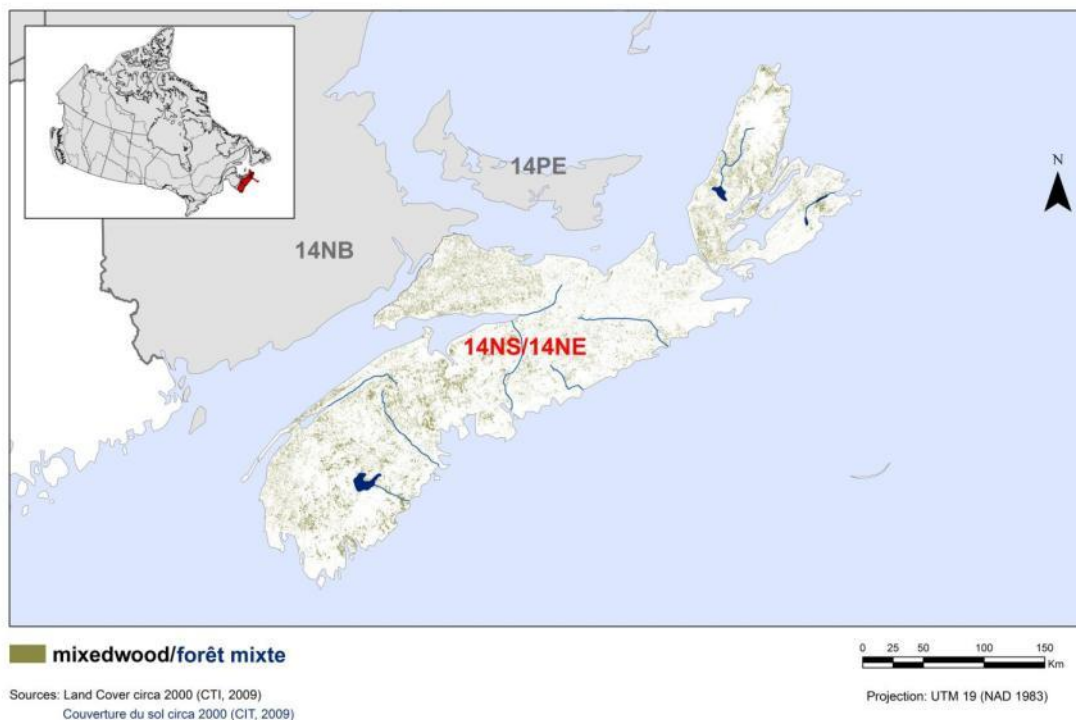 14PE
N
14NB
14NS/14NE
mixedwood/forêt mixte
0 25 50 100 150
Km
Sources: Land Cover circa 2000 (CTI, 2009)
Couverture du sol circa 2000 (CIT, 2009)
Projection: UTM 19 (NAD 1983)